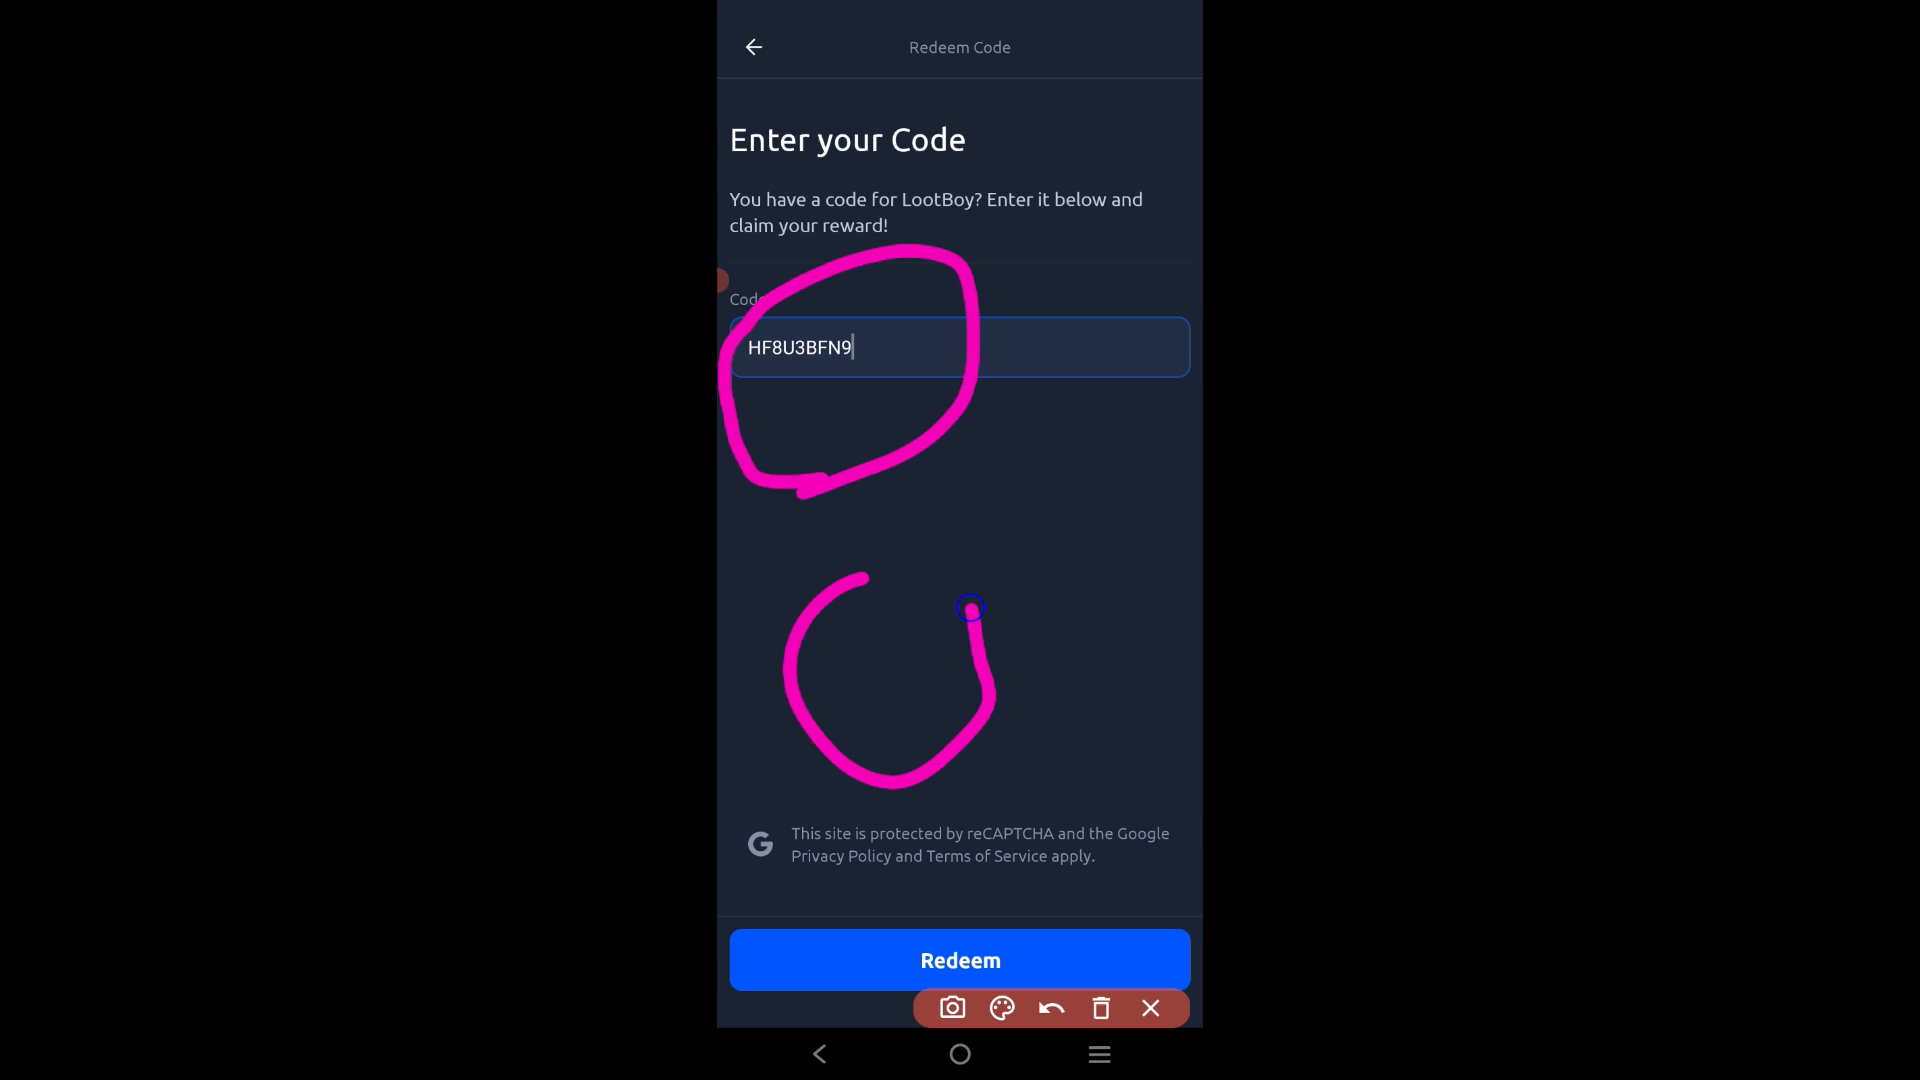 Redeem Code
Enter your Code
You have a code for LootBoy? Enter it below and
claim your reward!
Code
HF8U3BFN9
This site is protected by reCAPTCHA and the Google
Privacy Policy and Terms of Service apply.
Redeem